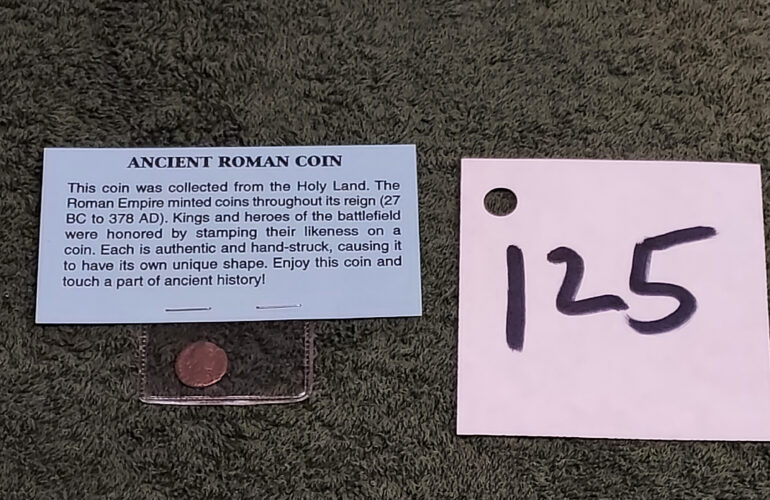 ANCIENT ROMAN COIN
This coin was collected from the Holy Land. The
Roman Empire minted coins throughout its reign (27
BC to 378 AD). Kings and heroes of the battlefield
were honored by stamping their likeness on a
coin. Each is authentic and hand-struck, causing it
to have its own unique shape. Enjoy this coin and
touch a part of ancient history!
125